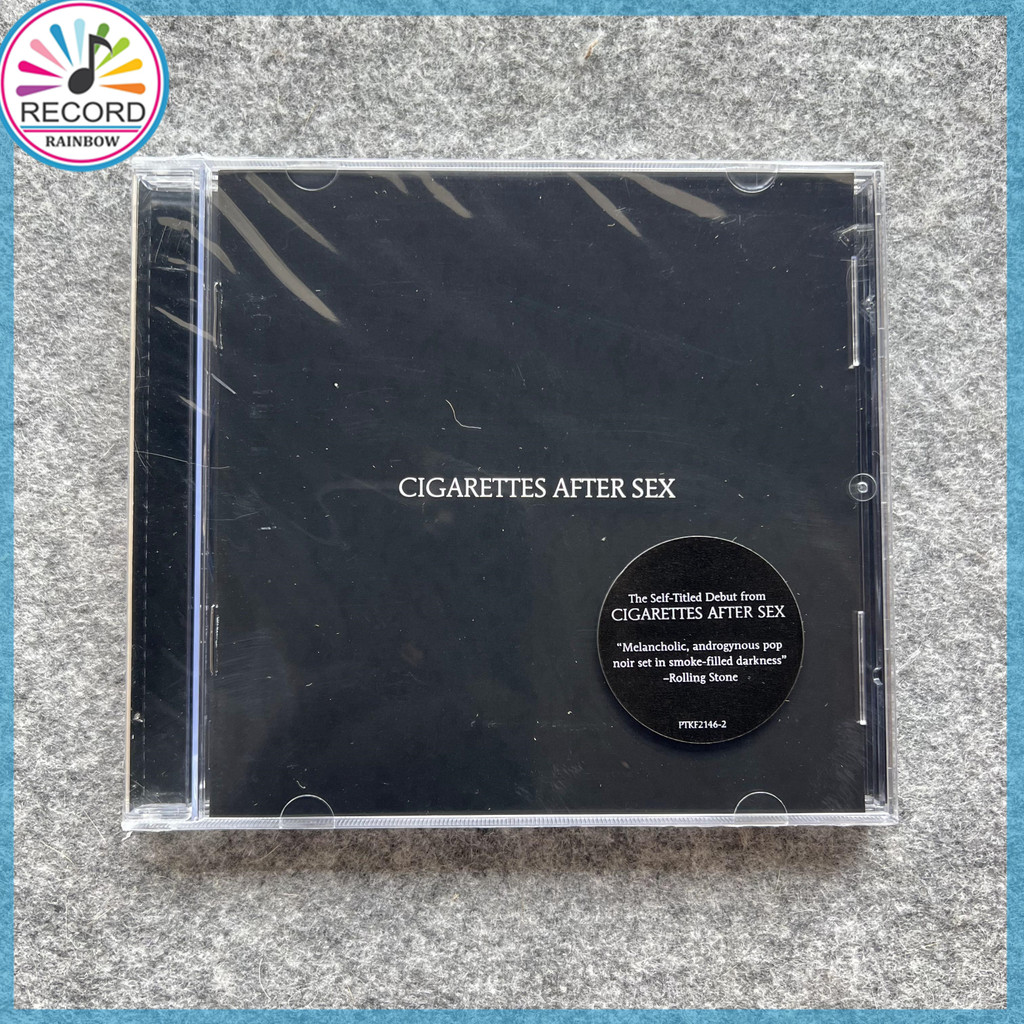 RECORD
RAINBOW
CIGARETTES AFTER SEX
The Self-Titled Debut from
CIGARETTES AFTER SEX
“Melancholic, androgynous pop
noir set in smoke-filled darkness”
–Rolling Stone
PTKF2146-2